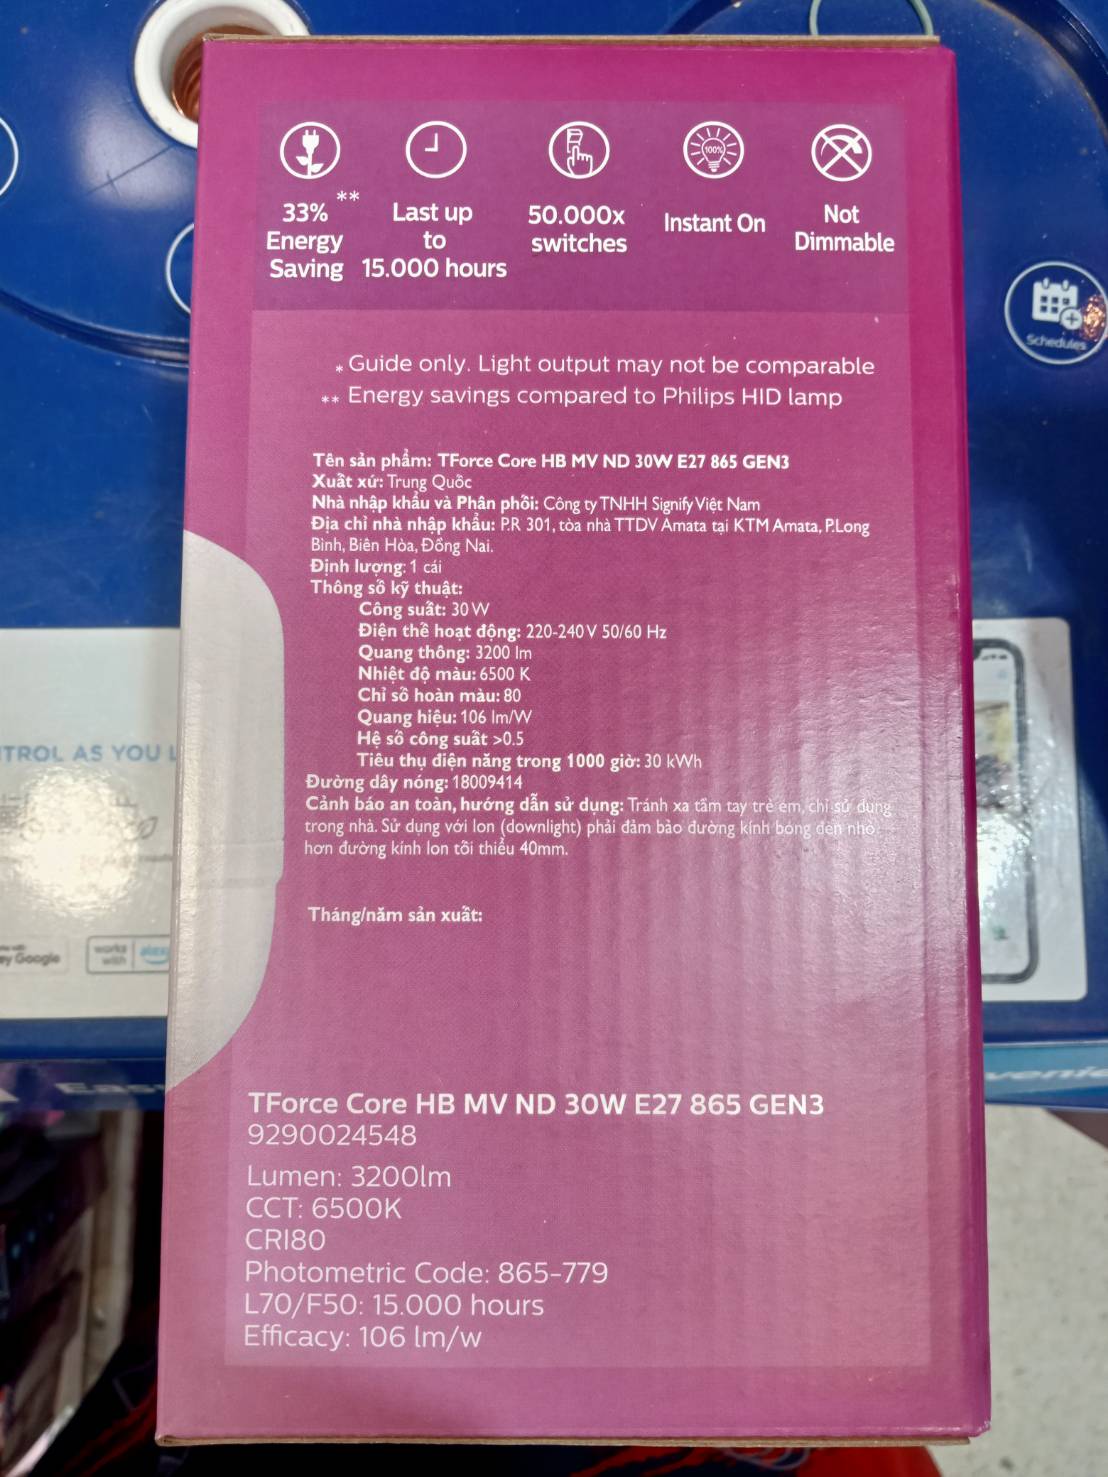 33% **
Energy
Saving
Last up
to
15.000 hours
50.000x
switches
100%
Instant On
Not
Dimmable
* Guide only. Light output may not be comparable
** Energy savings compared to Philips HID lamp
Tên sản phẩm: TForce Core HB MV ND 30W E27 865 GEN3
Xuất xứ: Trung Quốc
Nhà nhập khẩu và Phân phối: Công ty TNHH Signify Việt Nam
Địa chỉ nhà nhập khẩu: P.R 301, tòa nhà TTDV Amata tại KTM Amata, P.Long
Bình, Biên Hòa, Đồng Nai.
Định lượng: 1 cái
Thông số kỹ thuật:
Công suất: 30 W
Điện thế hoạt động: 220-240 V 50/60 Hz
Quang thông: 3200 lm
Nhiệt độ màu: 6500 K
Chỉ số hoàn màu: 80
Quang hiệu: 106 lm/W
Hệ số công suất >0.5
Tiêu thụ điện năng trong 1000 giờ: 30 kWh
Đường dây nóng: 18009414
Cảnh báo an toàn, hướng dẫn sử dụng: Tránh xa tầm tay trẻ em, chỉ sử dụng
trong nhà. Sử dụng với lon (downlight) phải đảm bảo đường kính bóng đèn nhỏ
hơn đường kính lon tối thiểu 40mm.
Tháng/năm sản xuất:
TForce Core HB MV ND 30W E27 865 GEN3
9290024548
Lumen: 3200lm
CCT: 6500K
CRI80
Photometric Code: 865-779
L70/F50: 15.000 hours
Efficacy: 106 lm/w
Schedules
AS YOU
Google
works
with